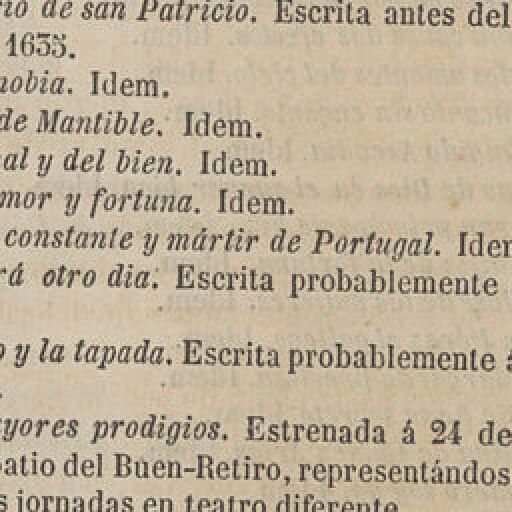 rio de san Patricio. Escrita antes del
1635.
nobia. Idem.
de Mantible. Idem.
al y del bien. Idem.
mor y fortuna. Idem.
constante y mártir de Portugal. Idem
rá otro dia. Escrita probablemente
o y la tapada. Escrita probablemente á
yores prodigios. Estrenada á 24 de
patio del Buen-Retiro, representándos
s jornadas en teatro diferente.